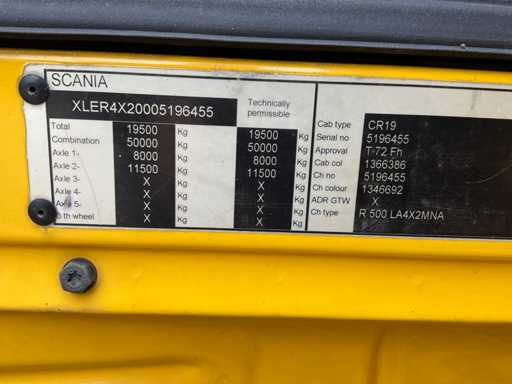 SCANIA
XLER4X20005196455
Technically
permissible
Total 19500 Kg 19500 Kg
Combination 50000 Kg 50000 Kg
Axle 1- 8000 Kg 8000 Kg
Axle 2- 11500 Kg 11500 Kg
Axle 3- X Kg X Kg
Axle 4- X Kg X Kg
Axle 5- X Kg X Kg
th wheel X Kg X Kg
Cab type CR19
Serial no 5196455
Approval T-72 Fh
Cab col 1366386
Ch no 5196455
Ch colour 1346692
ADR GTW X
Ch type R 500 LA4X2MNA